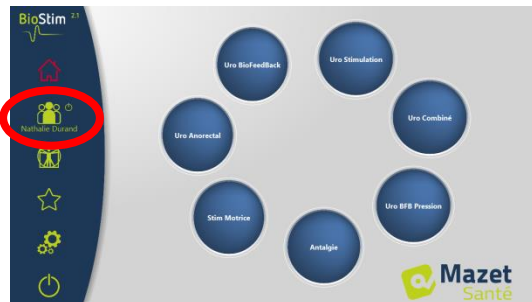 BioStim 2.1
Nathalie Durand
Uro BioFeedBack
Uro Stimulation
Uro Anorectal
Uro Combiné
Stim Motrice
Uro BFB Pression
Antalgie
Mazet
Santé